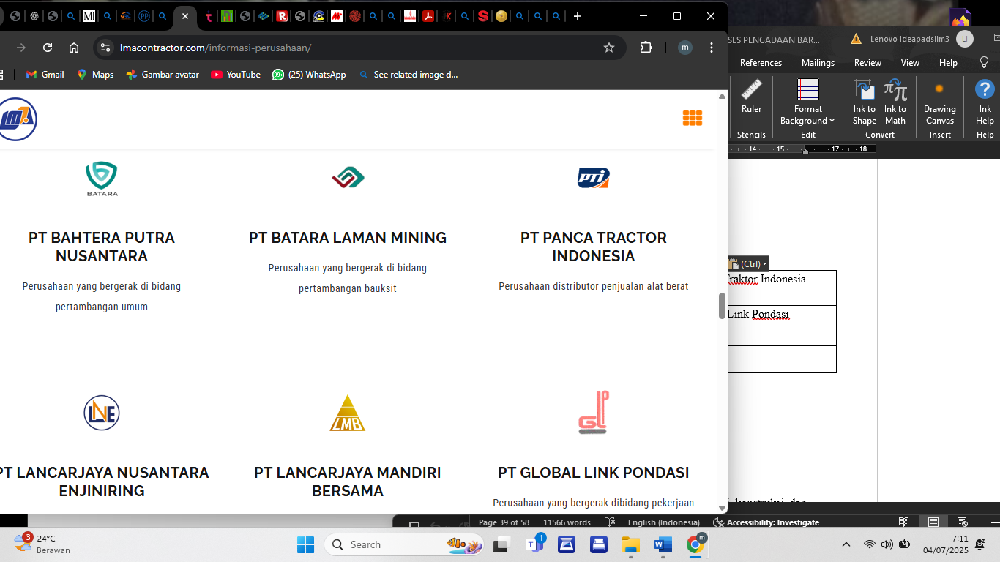 lmacontractor.com/informasi-perusahaan/
m
Gmail
Maps
Gambar avatar
YouTube
99+
(25) WhatsApp
See related image d...
SES PENGADAAN BAR...
Lenovo Ideapadslim3
LI
References
Mailings
Review
View
Help
Ruler
Format
Background
Ink to
Shape
Ink to
Math
Drawing
Canvas
Ink
Help
Stencils
Edit
Convert
Insert
Help
14
15
17
18
BATARA
PTI
PT BAHTERA PUTRA
NUSANTARA
Perusahaan yang bergerak di bidang
pertambangan umum
PT BATARA LAMAN MINING
Perusahaan yang bergerak di bidang
pertambangan bauksit
PT PANCA TRACTOR
INDONESIA
Perusahaan distributor penjualan alat berat
(Ctrl)
Traktor Indonesia
Link Pondasi
LNE
LMB
PT LANCARJAYA NUSANTARA
ENJINIRING
PT LANCARJAYA MANDIRI
BERSAMA
PT GLOBAL LINK PONDASI
Perusahaan yang bergerak dibidang pekerjaan
Page 39 of 58
11566 words
English (Indonesia)
Accessibility: Investigate
3
24°C
Berawan
Search
1
m
7:11
04/07/2025